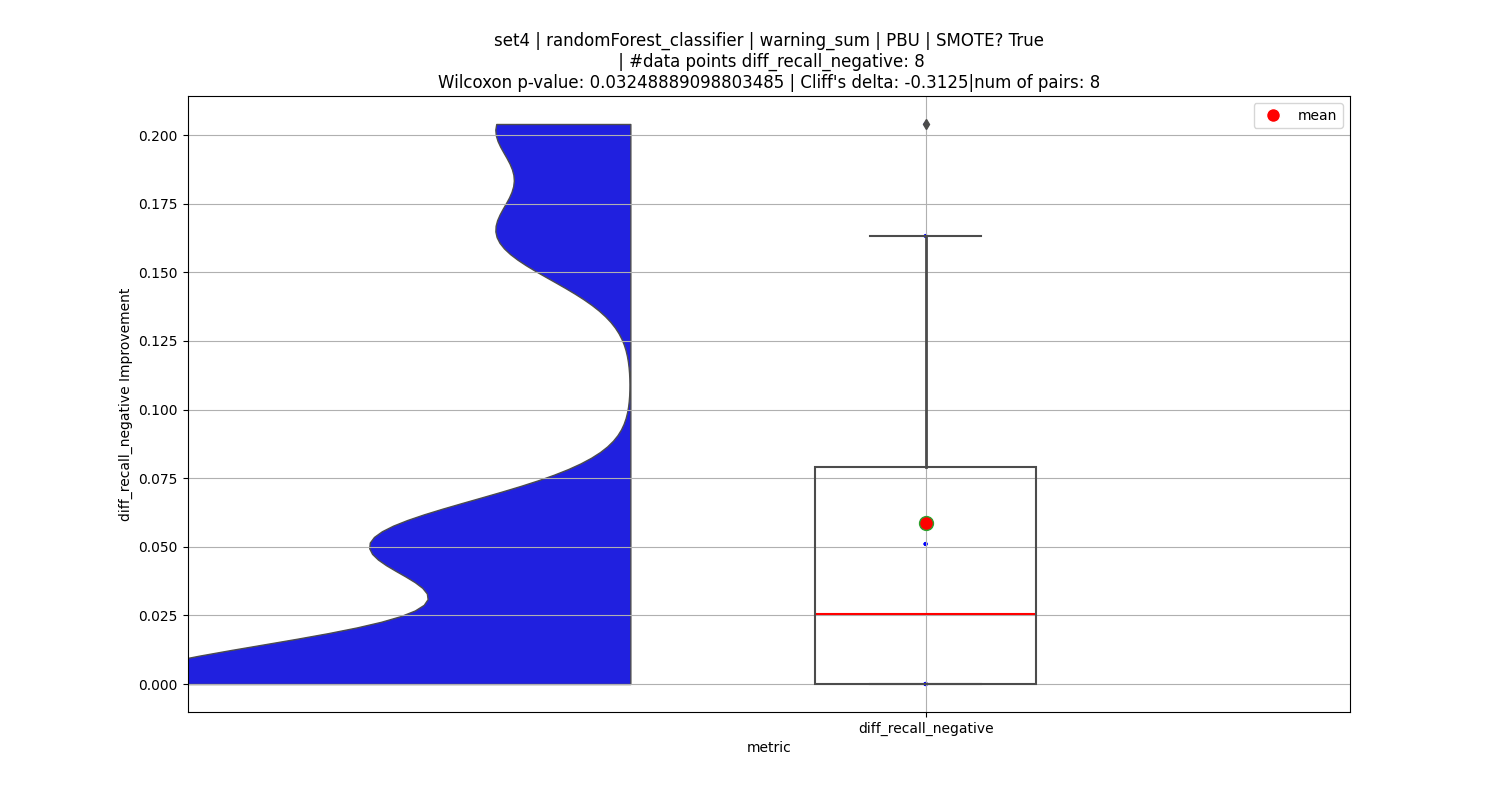 set4 | randomForest_classifier | warning_sum | PBU | SMOTE? True
| #data points diff_recall_negative: 8
Wilcoxon p-value: 0.03248889098803485 | Cliff's delta: -0.3125|num of pairs: 8
mean
0.200
0.175
0.150
0.125
0.100
0.075
0.050
0.025
0.000
diff_recall_negative Improvement
diff_recall_negative
metric